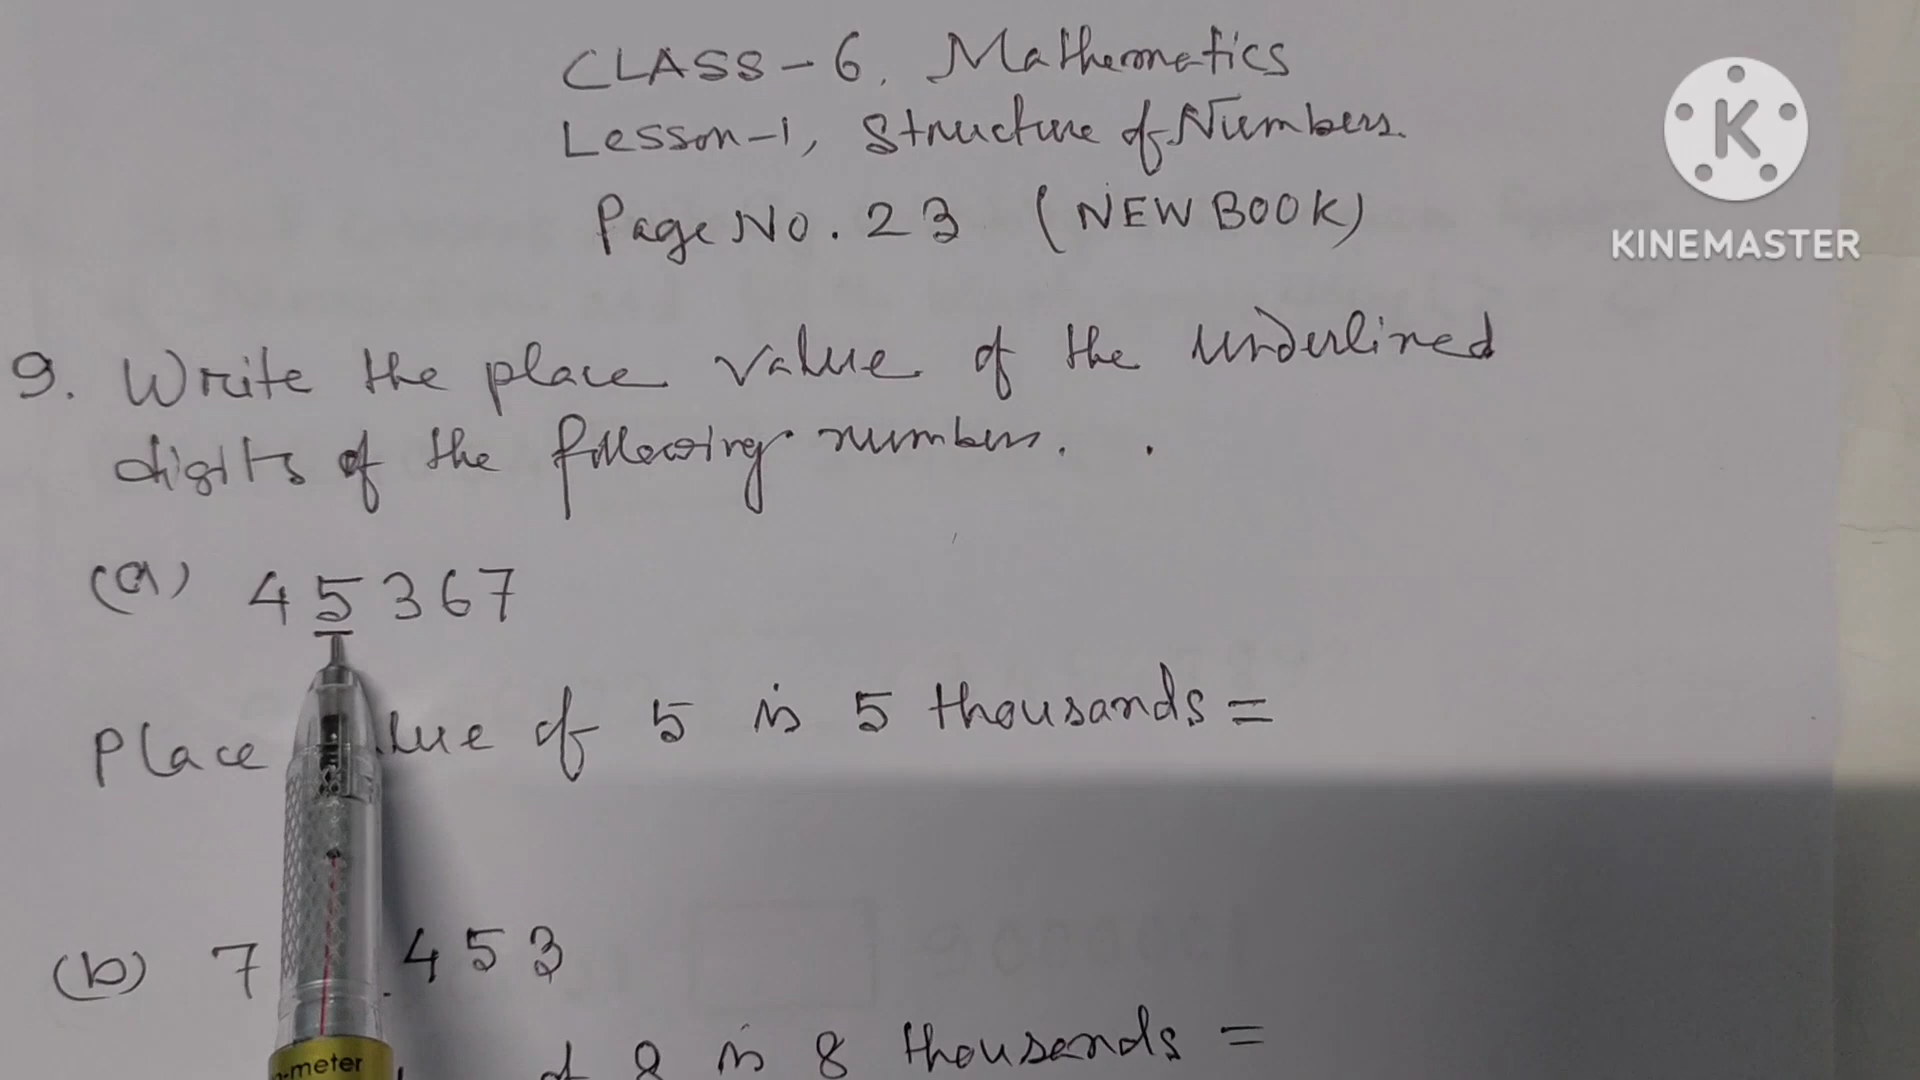 CLASS-6, Mathematics
Lesson-1, Structure of Numbers.
Page No. 23 (NEW BOOK)
K
KINEMASTER
9. Write the place value of the underlined
digits of the following numbers.
(a) 45367
Place of 5 is 5 thousands =
(b) 7 453
8 is 8 thousands =
-meter